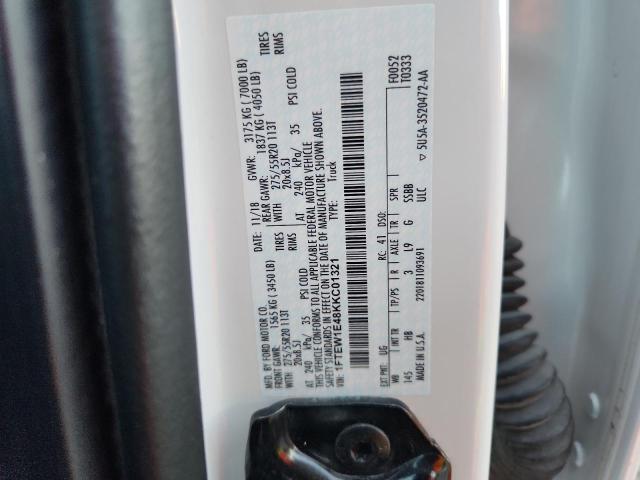 MFD. BY FORD MOTOR CO.
DATE: 11/18 GVWR: 3175 KG ( 7000 LB)
FRONT GAWR: 1565 KG ( 3450 LB) REAR GAWR: 1837 KG ( 4050 LB)
WITH 275/55R20 113T TIRES WITH 275/55R20 113T TIRES
20x8.5J RIMS 20x8.5J RIMS
AT 240 kPa/ 35 PSI COLD AT 240 kPa/ 35 PSI COLD
THIS VEHICLE CONFORMS TO ALL APPLICABLE FEDERAL MOTOR VEHICLE
SAFETY STANDARDS IN EFFECT ON THE DATE OF MANUFACTURE SHOWN ABOVE.
VIN: 1FTEW1E48KKC01321 TYPE: Truck
F0052
T0333
EXT PNT: UG RC: 41 DSO:
WB INT TR TP/PS R AXLE TR SPR
145 HB 3 L9 G SSBB
MADE IN U.S.A. 2201811093691 ULC
▽ 5U5A-3520472-AA